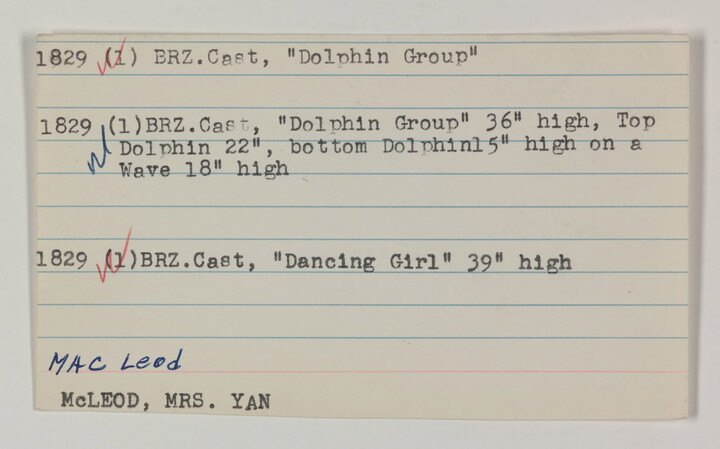 1829 (1) BRZ.Cast, "Dolphin Group"
1829 (1)BRZ.Cast, "Dolphin Group" 36" high, Top
Dolphin 22", bottom Dolphin15" high on a
Wave 18" high
1829 (1)BRZ.Cast, "Dancing Girl" 39" high
MAC Leod
McLEOD, MRS. YAN